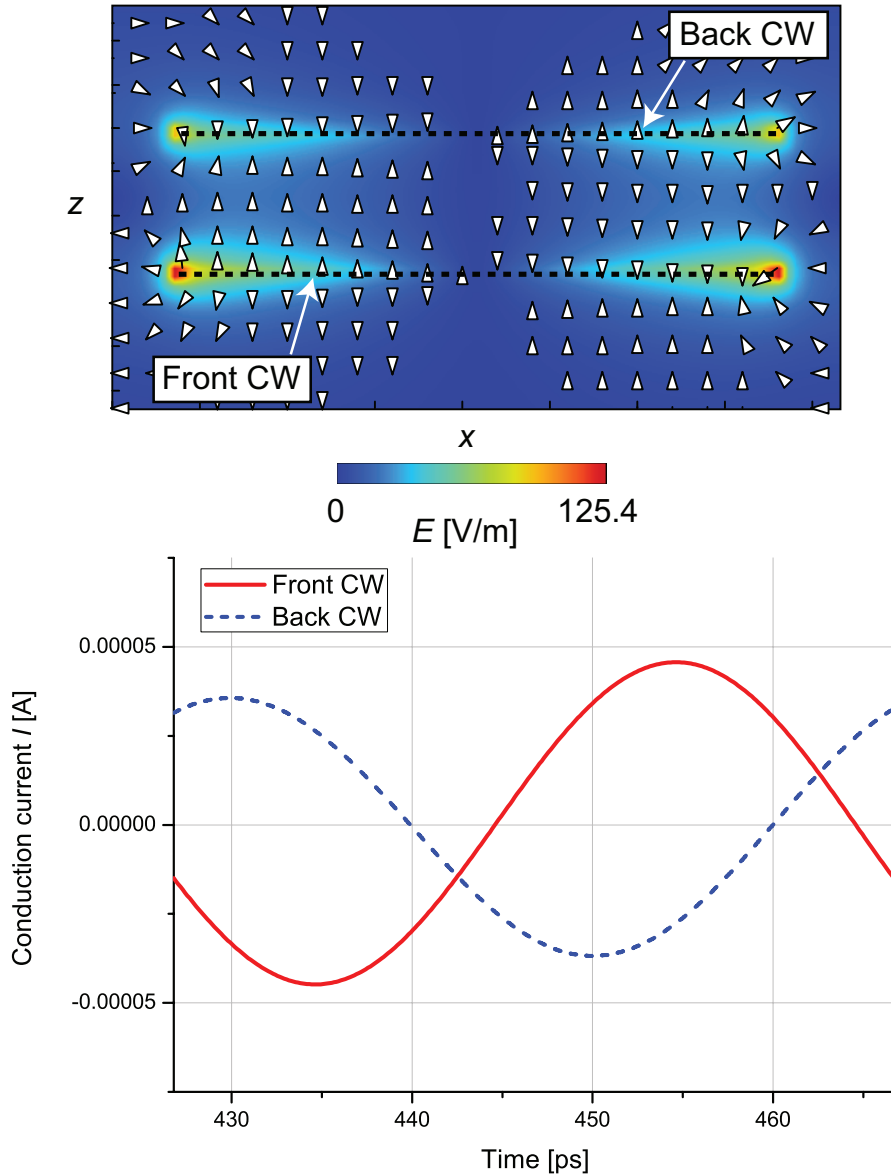 Back CW
z
Front CW
x
0
125.4
E [V/m]
Front CW
Back CW
0.00005
0.00000
-0.00005
Conduction current I [A]
430
440
450
460
Time [ps]